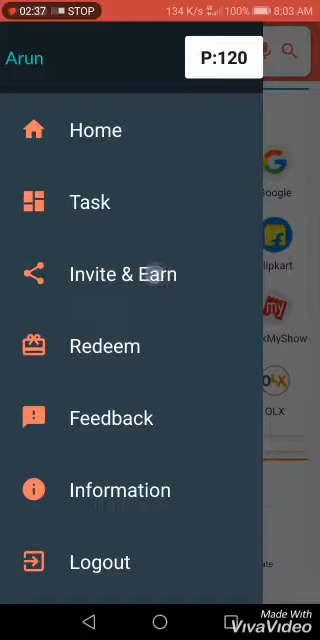 02:37 STOP 134 K/s 100% 8:03 AM
Arun
P:120
Home
Google
Task
lipkart
Invite & Earn
kMyShow
Redeem
OLX
Feedback
Information
Logout
Made With
VivaVideo